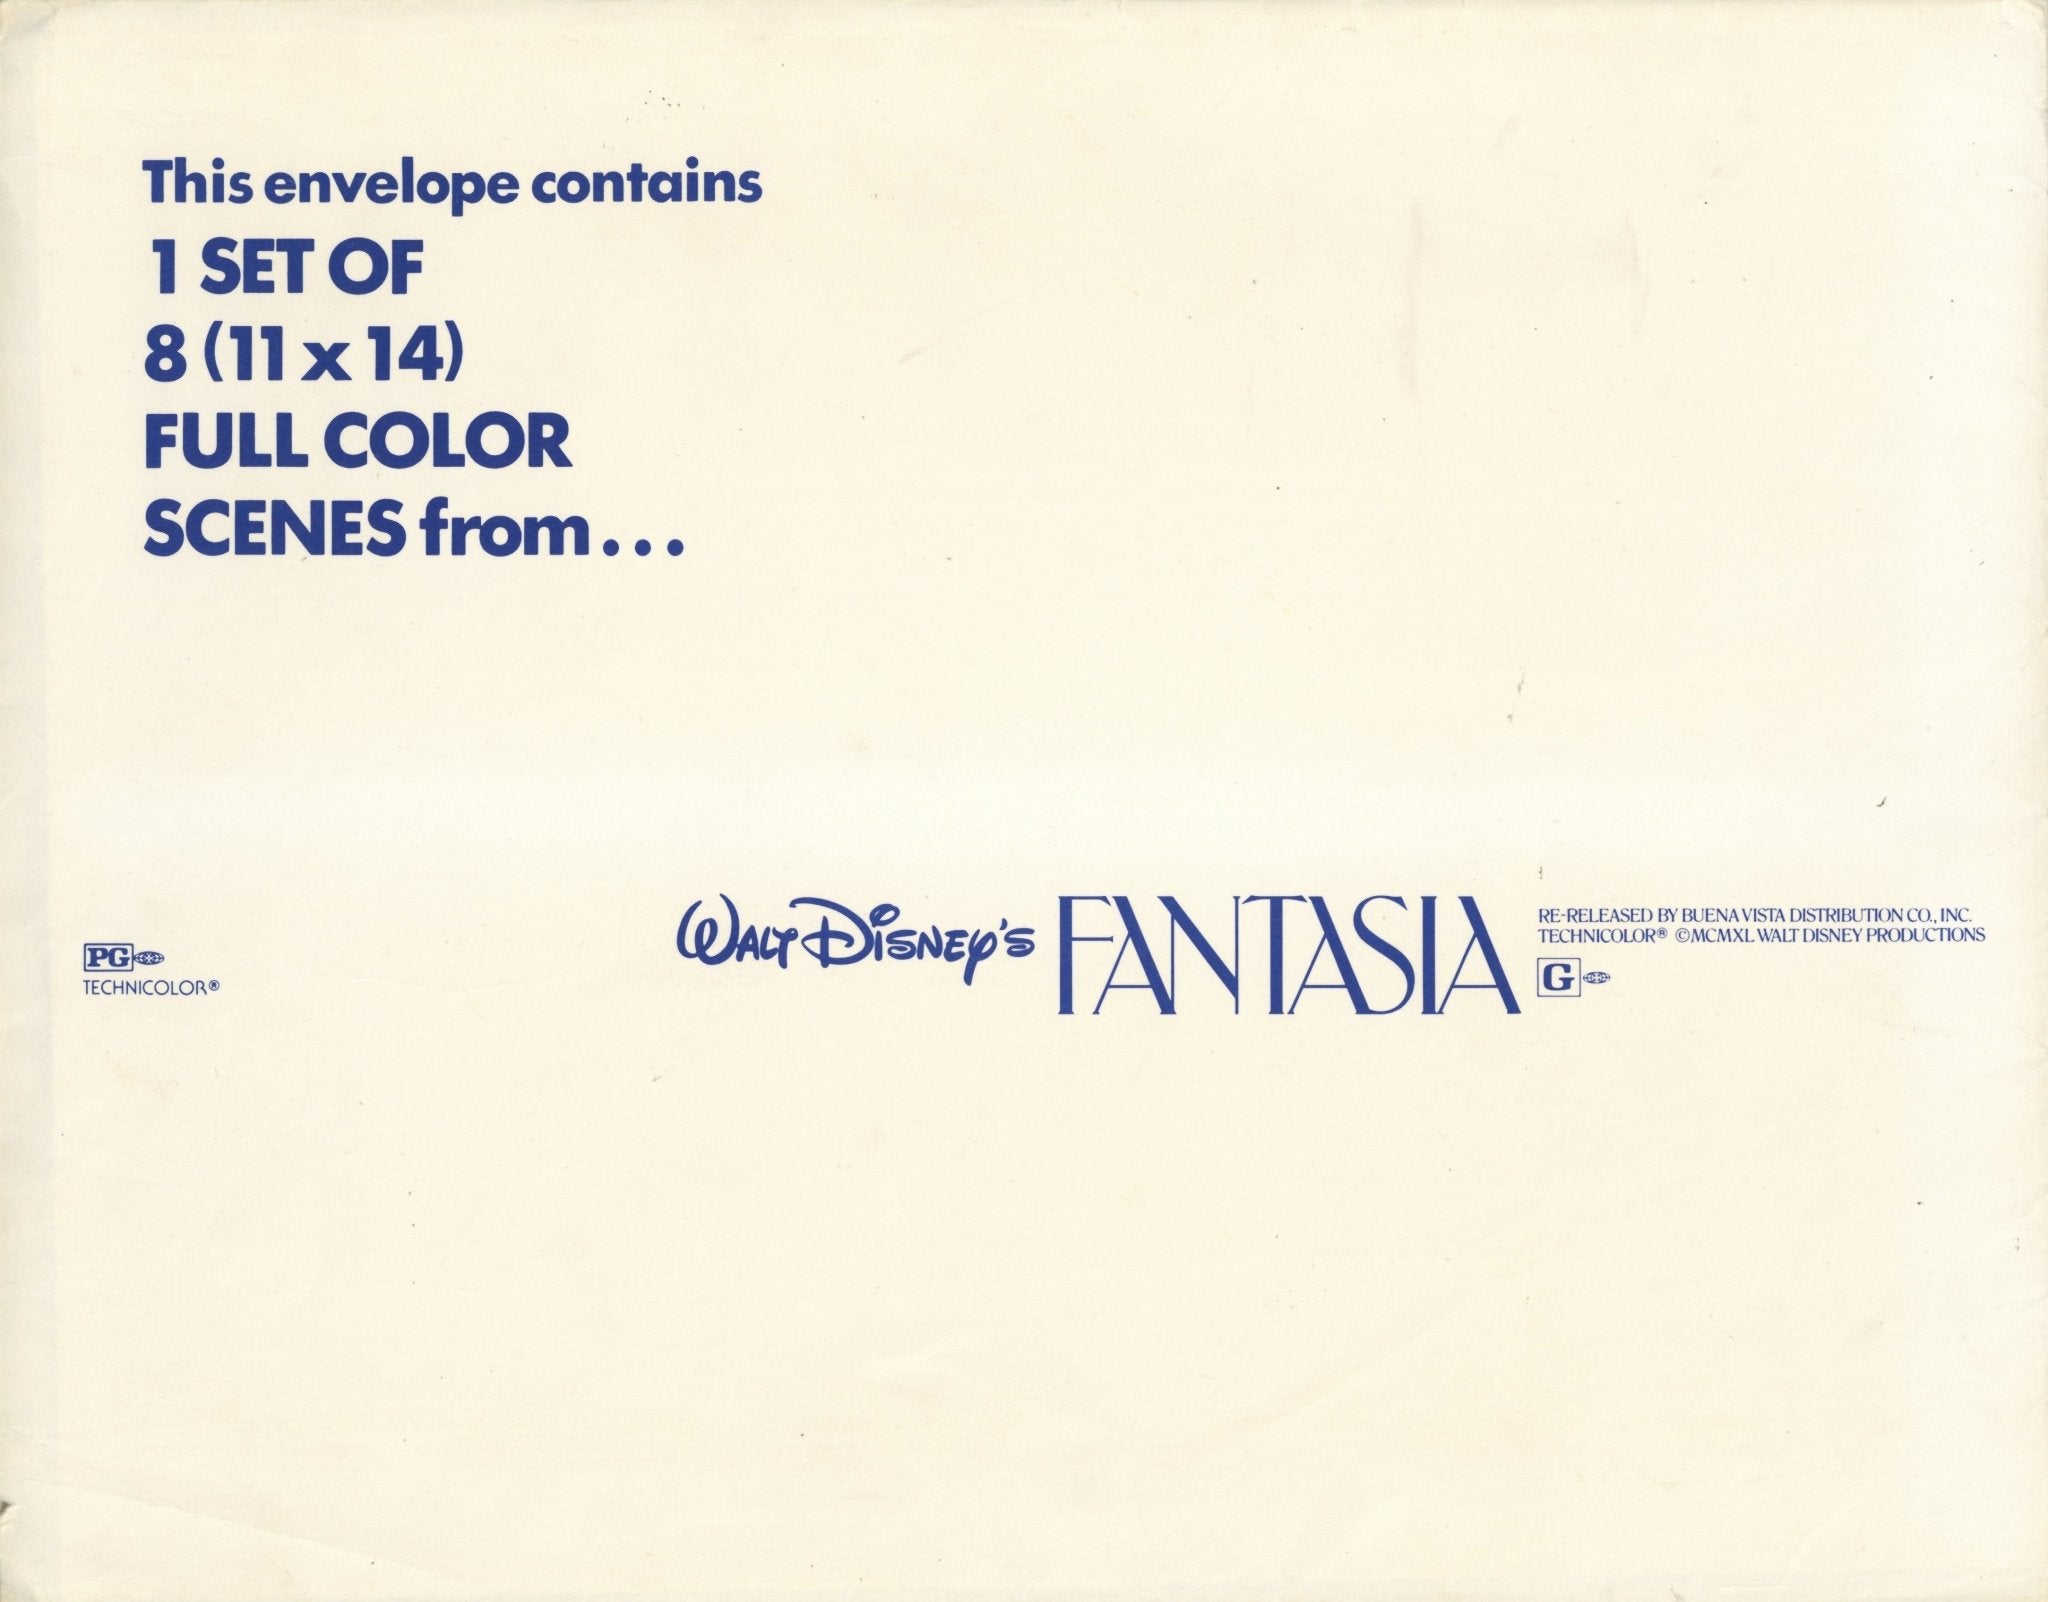 This envelope contains
1 SET OF
8 (11 x 14)
FULL COLOR
SCENES from...
PG
TECHNICOLOR®
WALT DISNEY'S FANTASIA
RE-RELEASED BY BUENA VISTA DISTRIBUTION CO., INC.
TECHNICOLOR® ©MCMXL WALT DISNEY PRODUCTIONS
G